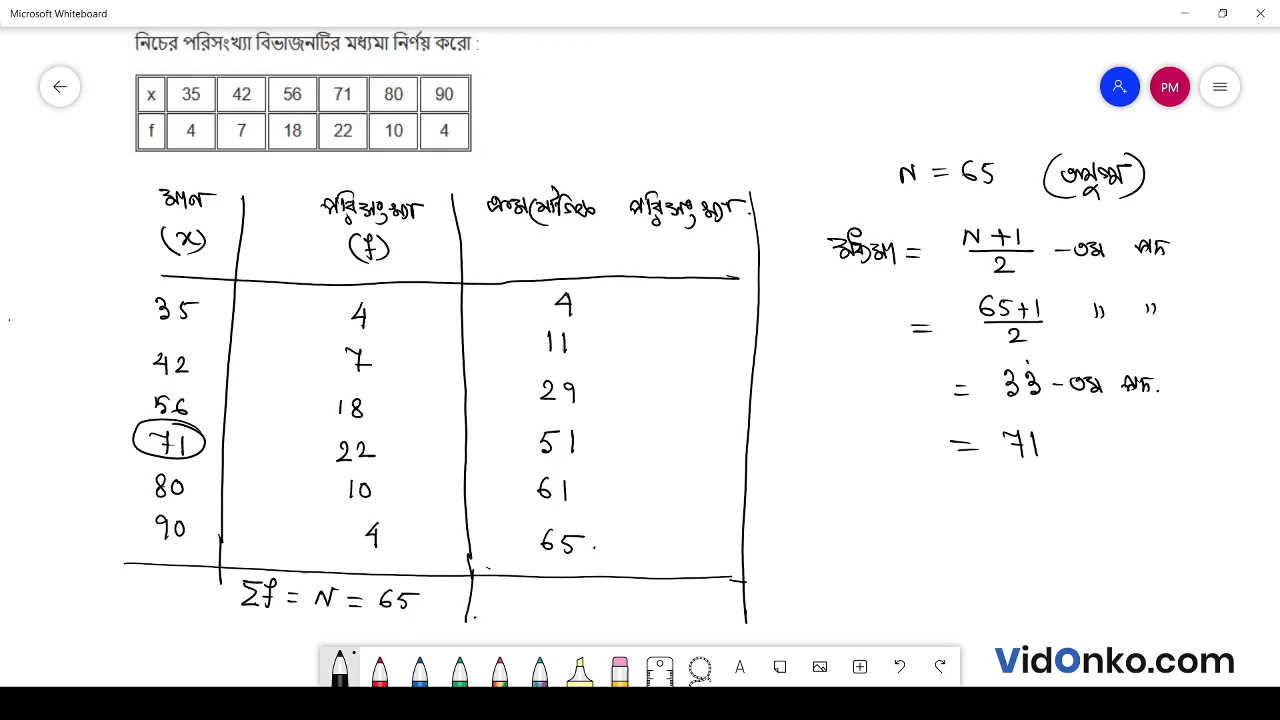 Microsoft Whiteboard
নিচের পরিসংখ্যা বিভাজনটির মধ্যমা নির্ণয় করো :
x 35 42 56 71 80 90
f 4 7 18 22 10 4
PM
মান পরিসংখ্যা ক্রমযৌগিক পরিসংখ্যা
(x) (f)
35 4 4
42 7 11
56 18 29
71 22 51
80 10 61
90 4 65
Σf = N = 65
N = 65 (অযুগ্ম)
মধ্যমা = N+1/2 -তম পদ
= 65+1/2 " "
= 33 -তম পদ.
= 71
A
VidOnko.com